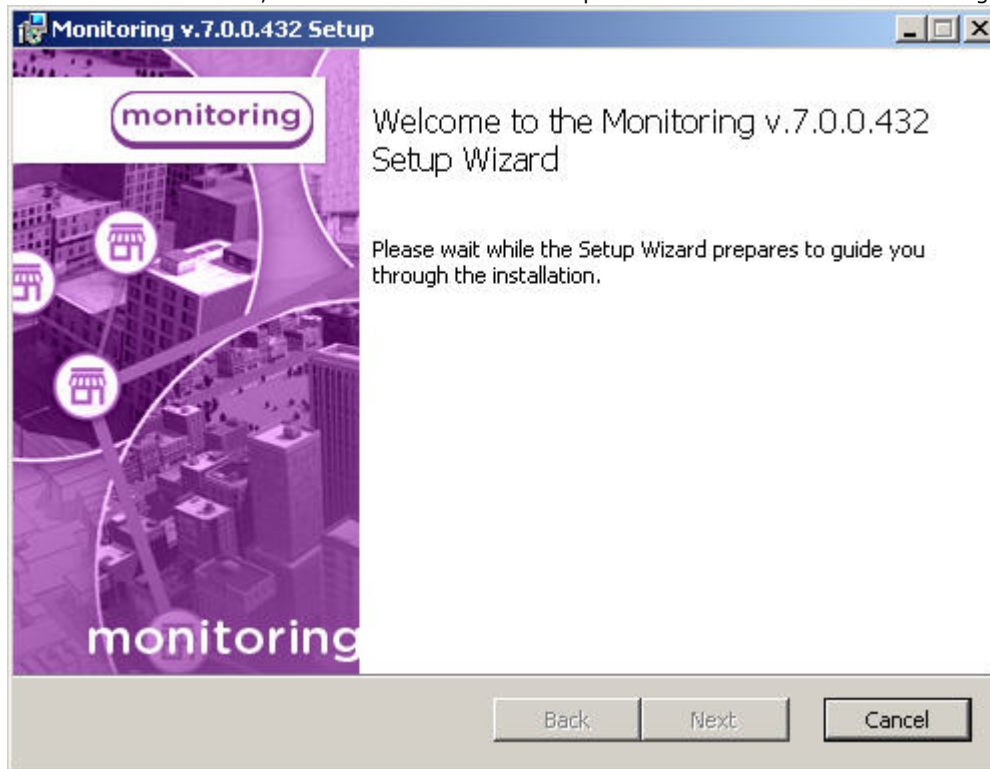 Monitoring v.7.0.0.432 Setup
monitoring
Welcome to the Monitoring v.7.0.0.432
Setup Wizard
Please wait while the Setup Wizard prepares to guide you
through the installation.
monitoring
Back
Next
Cancel